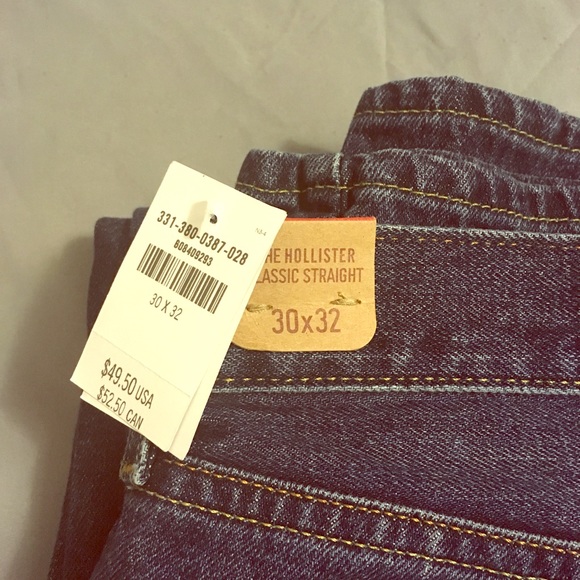 331-380-0387-028
608409293
30 X 32
$49.50 USA
$52.50 CAN
HE HOLLISTER
LASSIC STRAIGHT
30x32